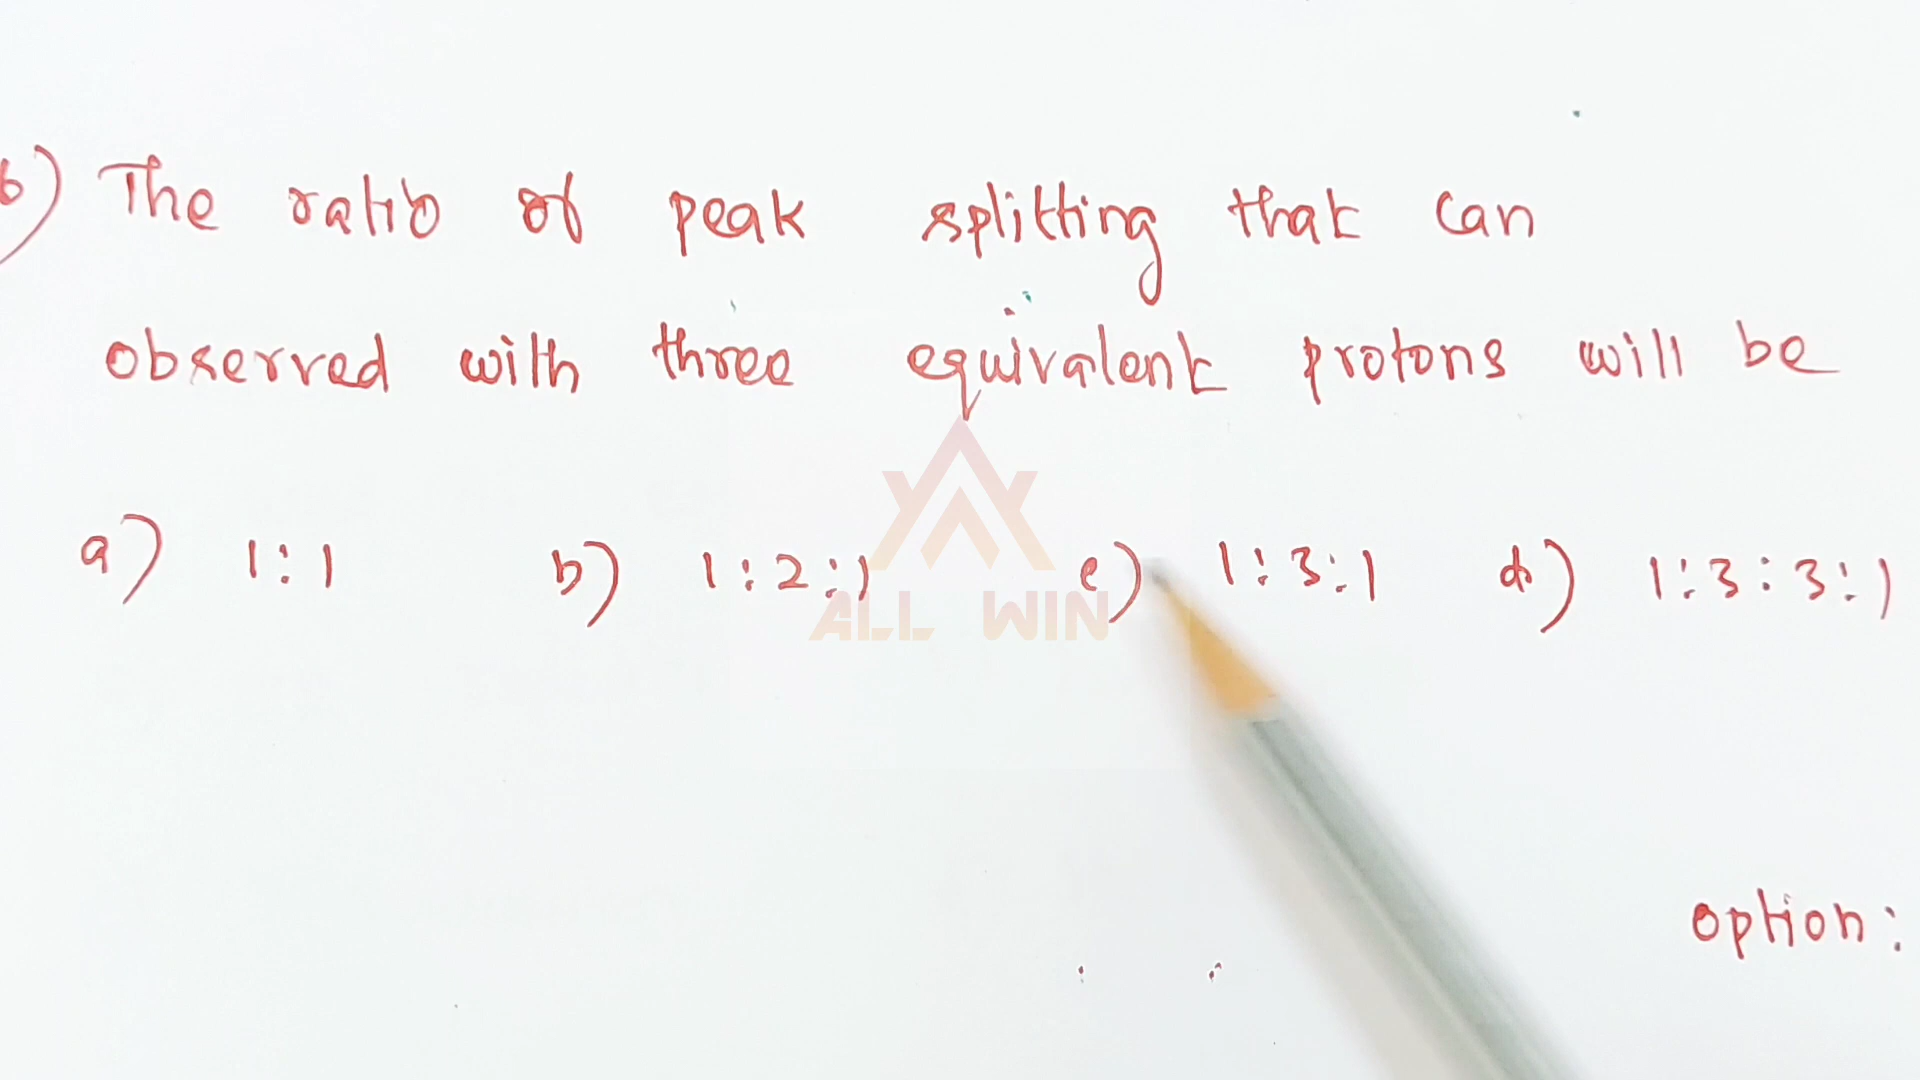 6) The ratio of peak splitting that can
observed with three equivalent protons will be
a) 1:1 b) 1:2:1 c) 1:3:1 d) 1:3:3:1
ALL WIN
option: